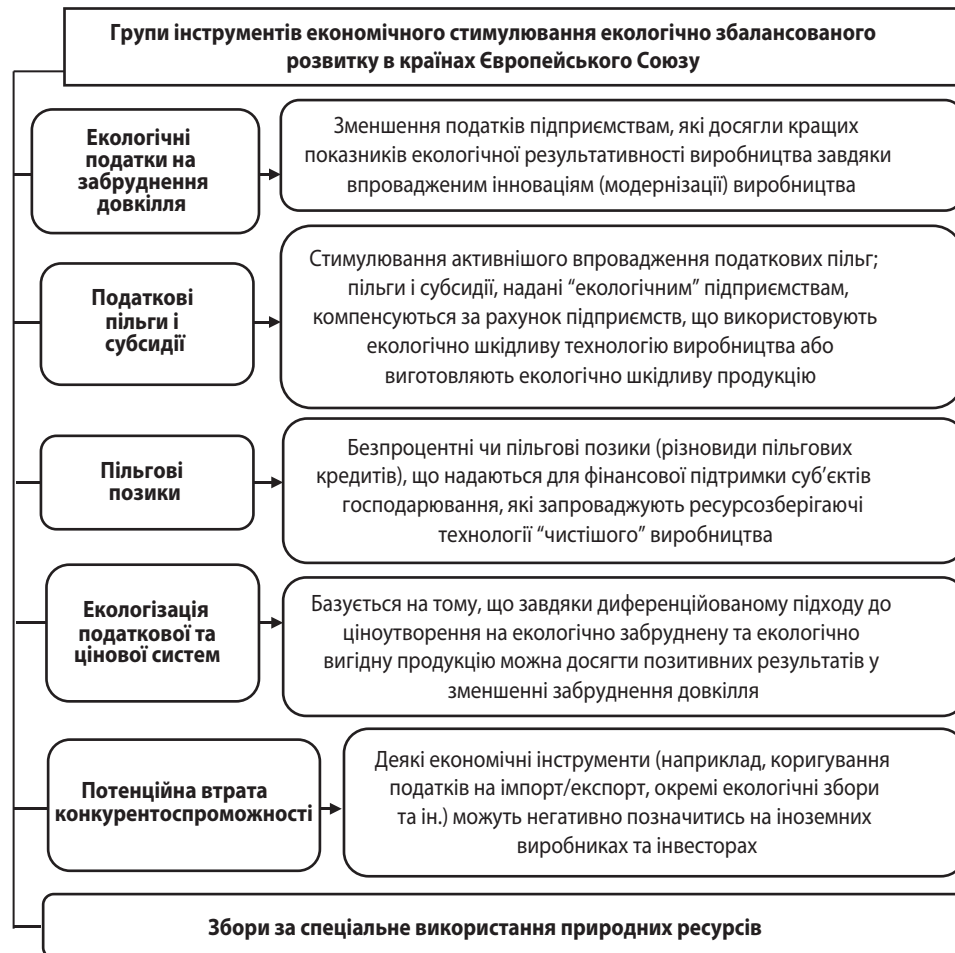 Групи інструментів економічного стимулювання екологічно збалансованого
розвитку в країнах Європейського Союзу
Екологічні
податки на
забруднення
довкілля
Зменшення податків підприємствам, які досягли кращих
показників екологічної результативності виробництва завдяки
впровадженим інноваціям (модернізації) виробництва
Податкові
пільги і
субсидії
Стимулювання активнішого впровадження податкових пільг;
пільги і субсидії, надані “екологічним” підприємствам,
компенсуються за рахунок підприємств, що використовують
екологічно шкідливу технологію виробництва або
виготовляють екологічно шкідливу продукцію
Пільгові
позики
Безпроцентні чи пільгові позики (різновиди пільгових
кредитів), що надаються для фінансової підтримки суб’єктів
господарювання, які запроваджують ресурсозберігаючі
технології “чистішого” виробництва
Екологізація
податкової та
цінової систем
Базується на тому, що завдяки диференційованому підходу до
ціноутворення на екологічно забруднену та екологічно
вигідну продукцію можна досягти позитивних результатів у
зменшенні забруднення довкілля
Потенційна втрата
конкурентоспроможності
Деякі економічні інструменти (наприклад, коригування
податків на імпорт/експорт, окремі екологічні збори
та ін.) можуть негативно позначитись на іноземних
виробниках та інвесторах
Збори за спеціальне використання природних ресурсів